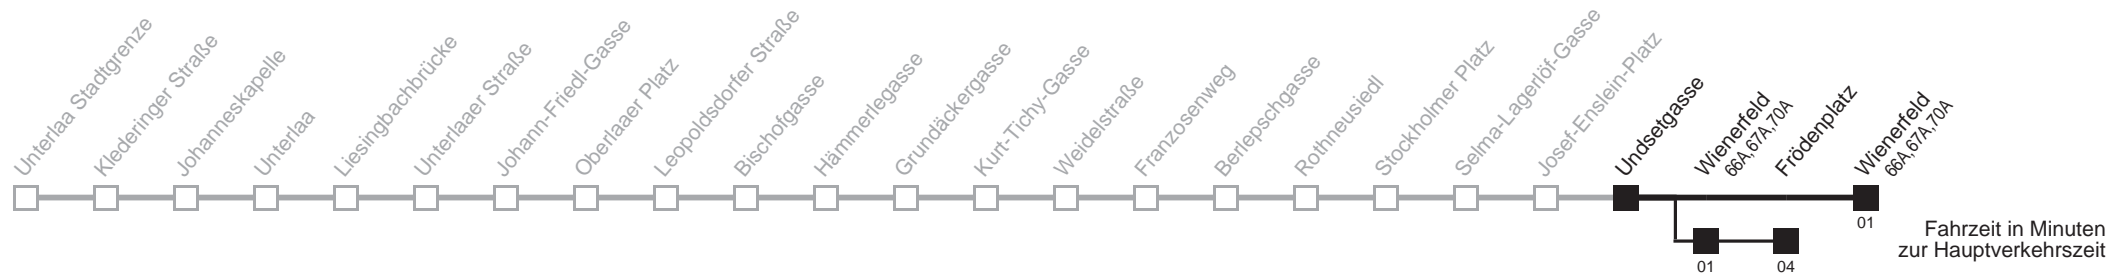 Unterlaa Stadtgrenze
Klederinger Straße
Johanneskapelle
Unterlaa
Liesingbachbrücke
Unterlaaer Straße
Johann-Friedl-Gasse
Oberlaaer Platz
Leopoldsdorfer Straße
Bischofgasse
Hämmerlegasse
Grundäckergasse
Kurt-Tichy-Gasse
Weidelstraße
Franzosenweg
Berlepschgasse
Rothneusiedl
Stockholmer Platz
Selma-Lagerlöf-Gasse
Josef-Enslein-Platz
Undsetgasse
Wienerfeld
66A,67A,70A
Frödenplatz
Wienerfeld
66A,67A,70A
01
01
04
Fahrzeit in Minuten
zur Hauptverkehrszeit